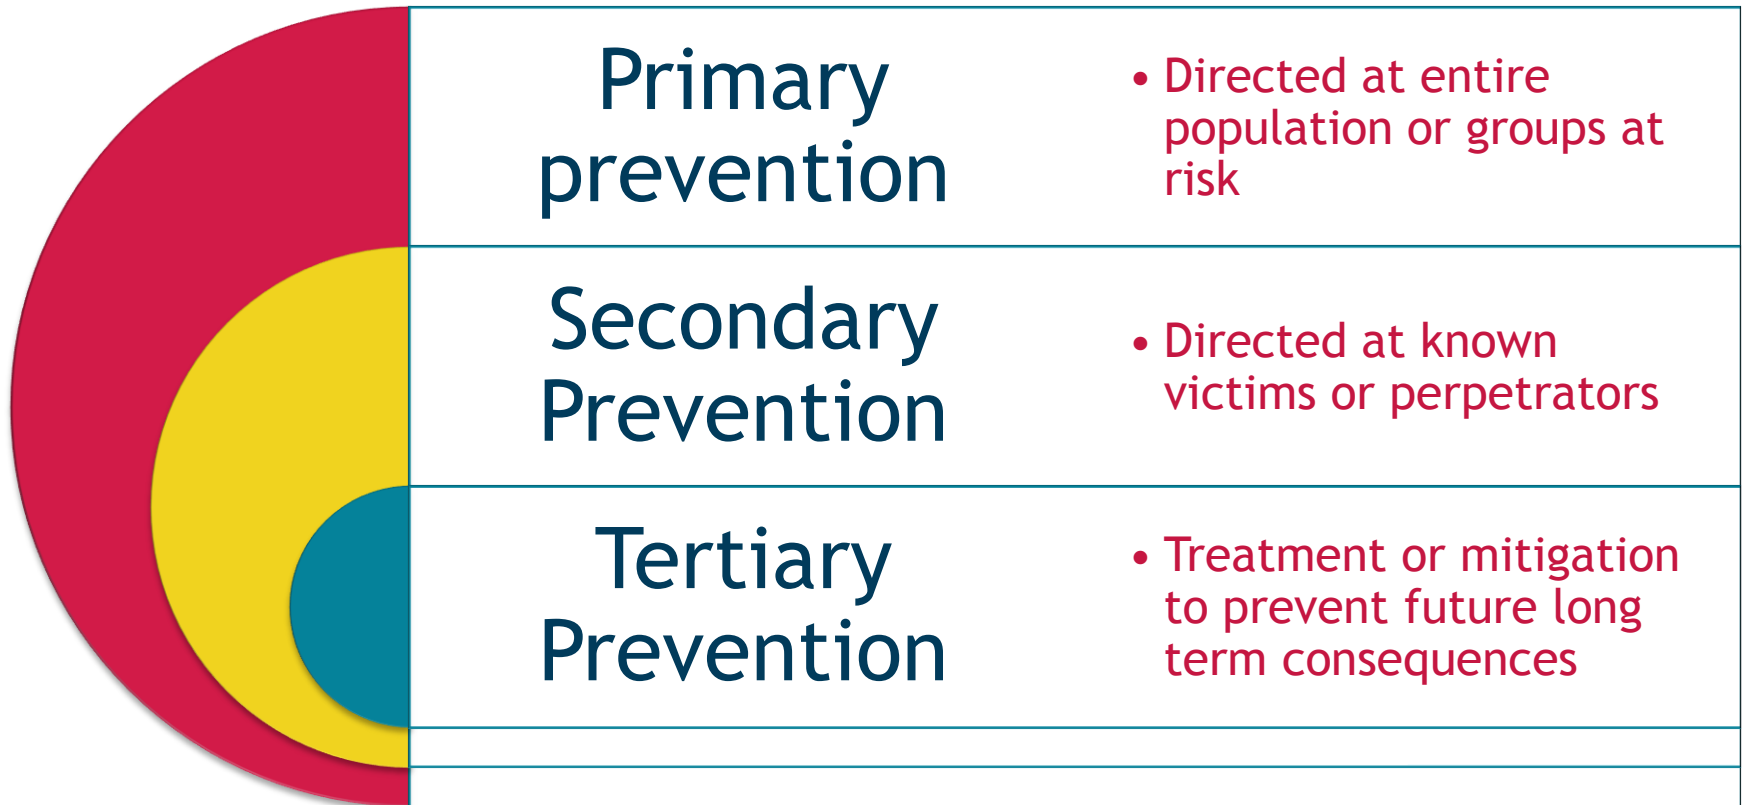 Primary
prevention
• Directed at entire
population or groups at
risk
Secondary
Prevention
• Directed at known
victims or perpetrators
Tertiary
Prevention
• Treatment or mitigation
to prevent future long
term consequences